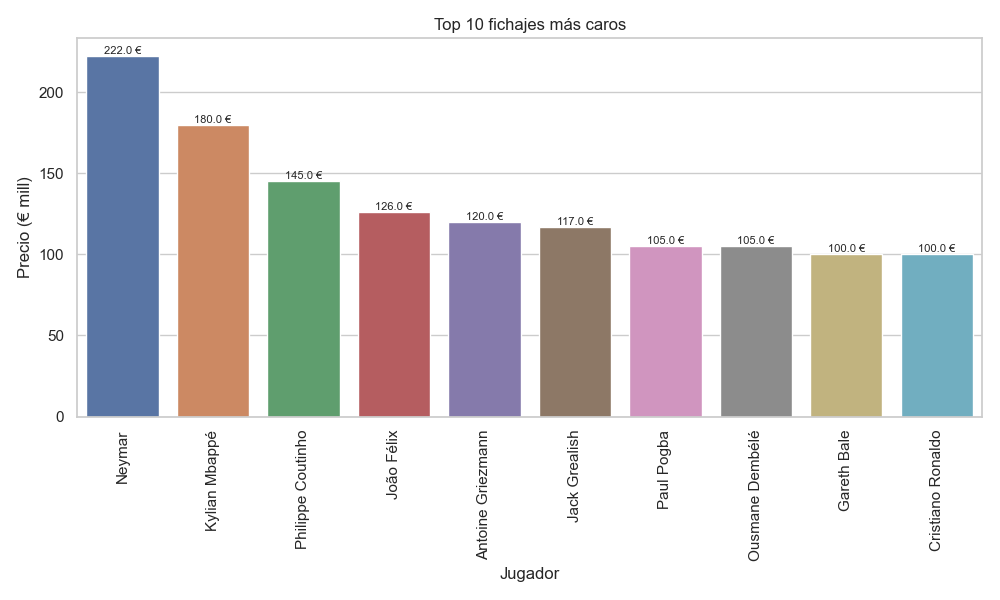 Top 10 fichajes más caros
Precio (€ mill)
200
150
100
50
0
222.0 €
180.0 €
145.0 €
126.0 €
120.0 €
117.0 €
105.0 €
105.0 €
100.0 €
100.0 €
Neymar
Kylian Mbappé
Philippe Coutinho
João Félix
Antoine Griezmann
Jack Grealish
Paul Pogba
Ousmane Dembélé
Gareth Bale
Cristiano Ronaldo
Jugador